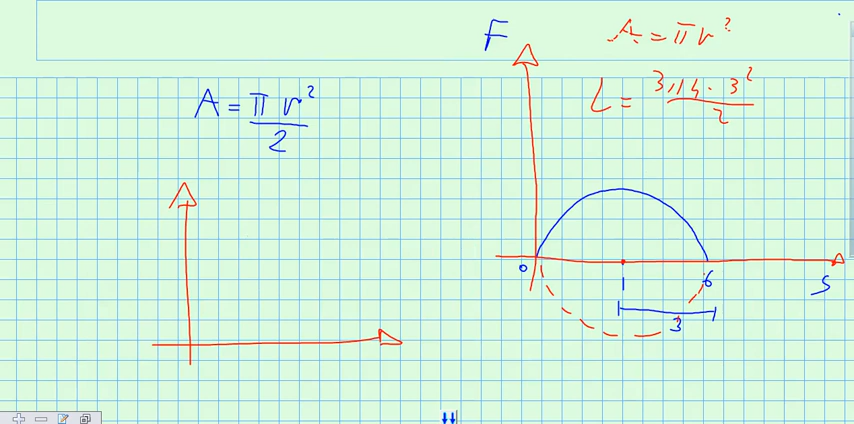 F
A = πr²
L = 3,14 · 3² / 2
A = πr² / 2
0
1
6
S
3